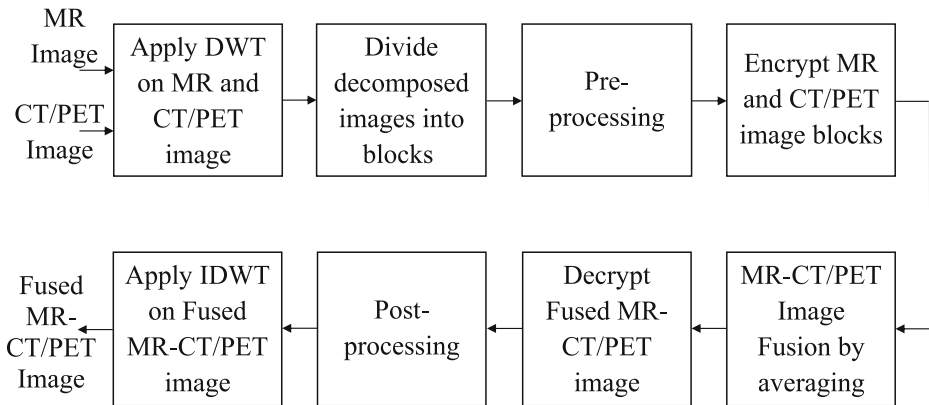 MR
Image
CT/PET
Image
Apply DWT
on MR and
CT/PET
image
Divide
decomposed
images into
blocks
Pre-
processing
Encrypt MR
and CT/PET
image blocks
Fused
MR-
CT/PET
Image
Apply IDWT
on Fused
MR-CT/PET
image
Post-
processing
Decrypt
Fused MR-
CT/PET
image
MR-CT/PET
Image
Fusion by
averaging